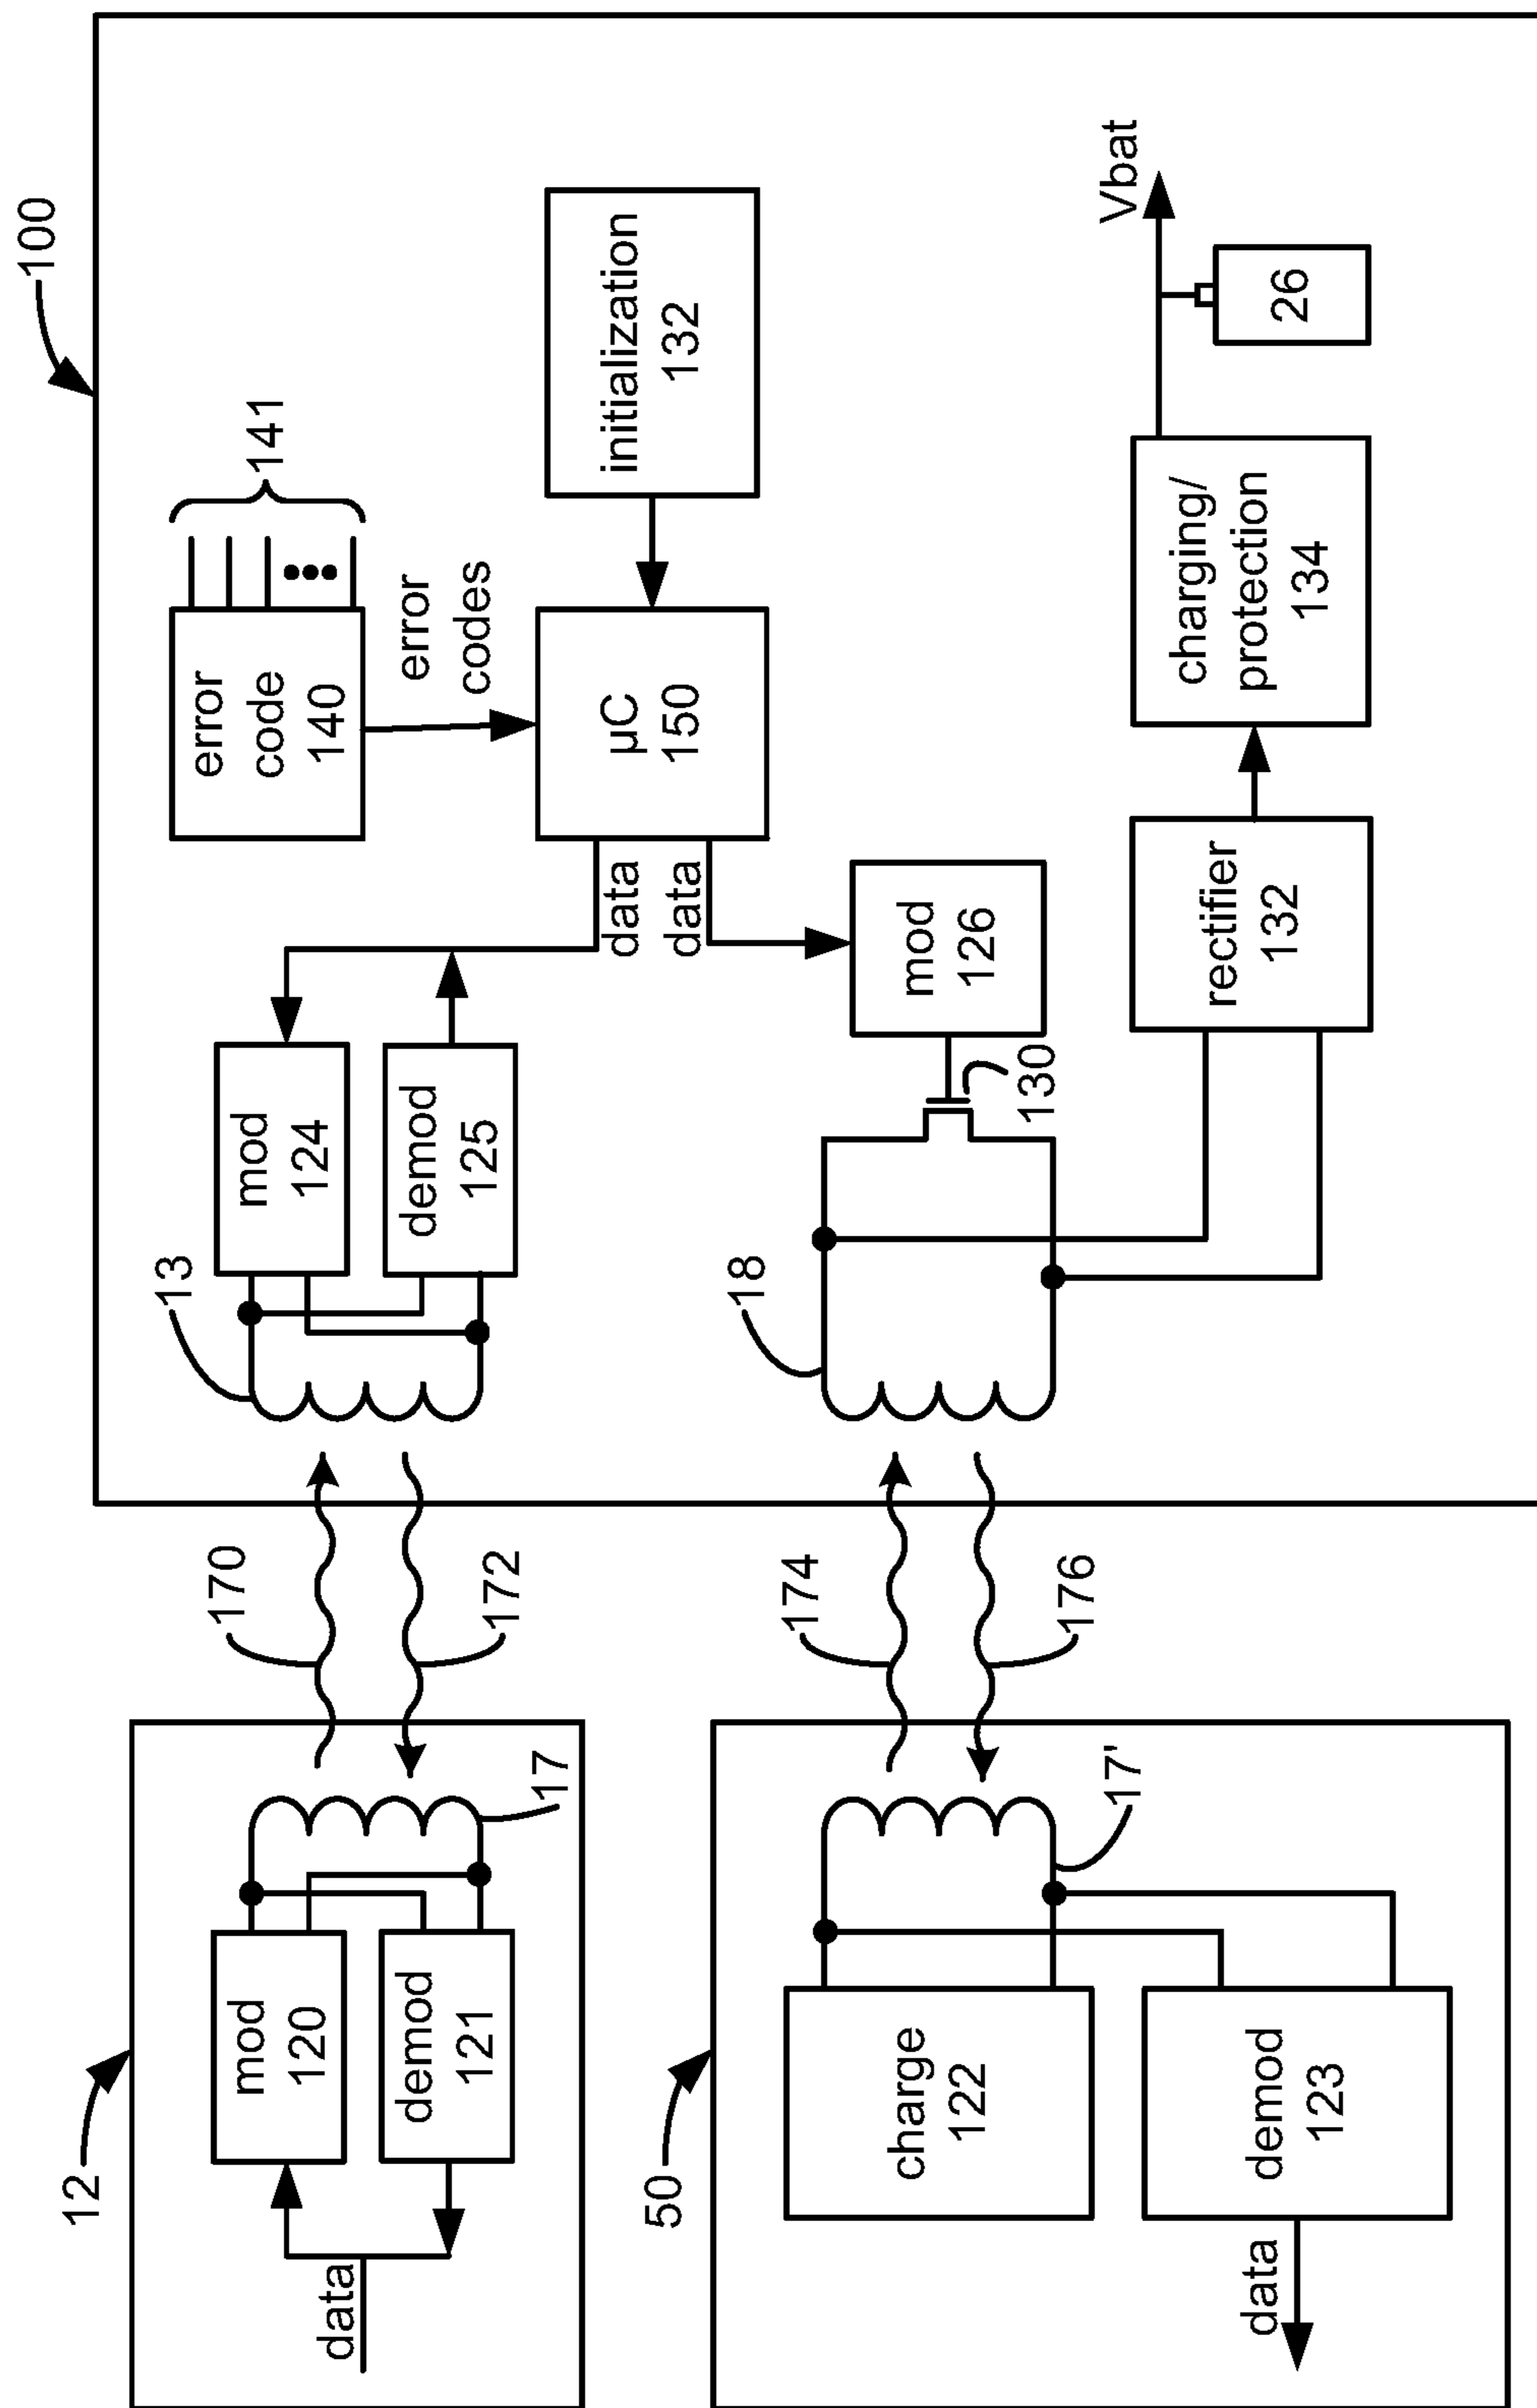 100
12
data
mod
120
demod
121
17
170
172
13
mod
124
demod
125
error
code
140
141
error
codes
data
data
µC
150
initialization
132
50
charge
122
demod
123
data
17'
174
176
18
130
mod
126
rectifier
132
charging/
protection
134
Vbat
26